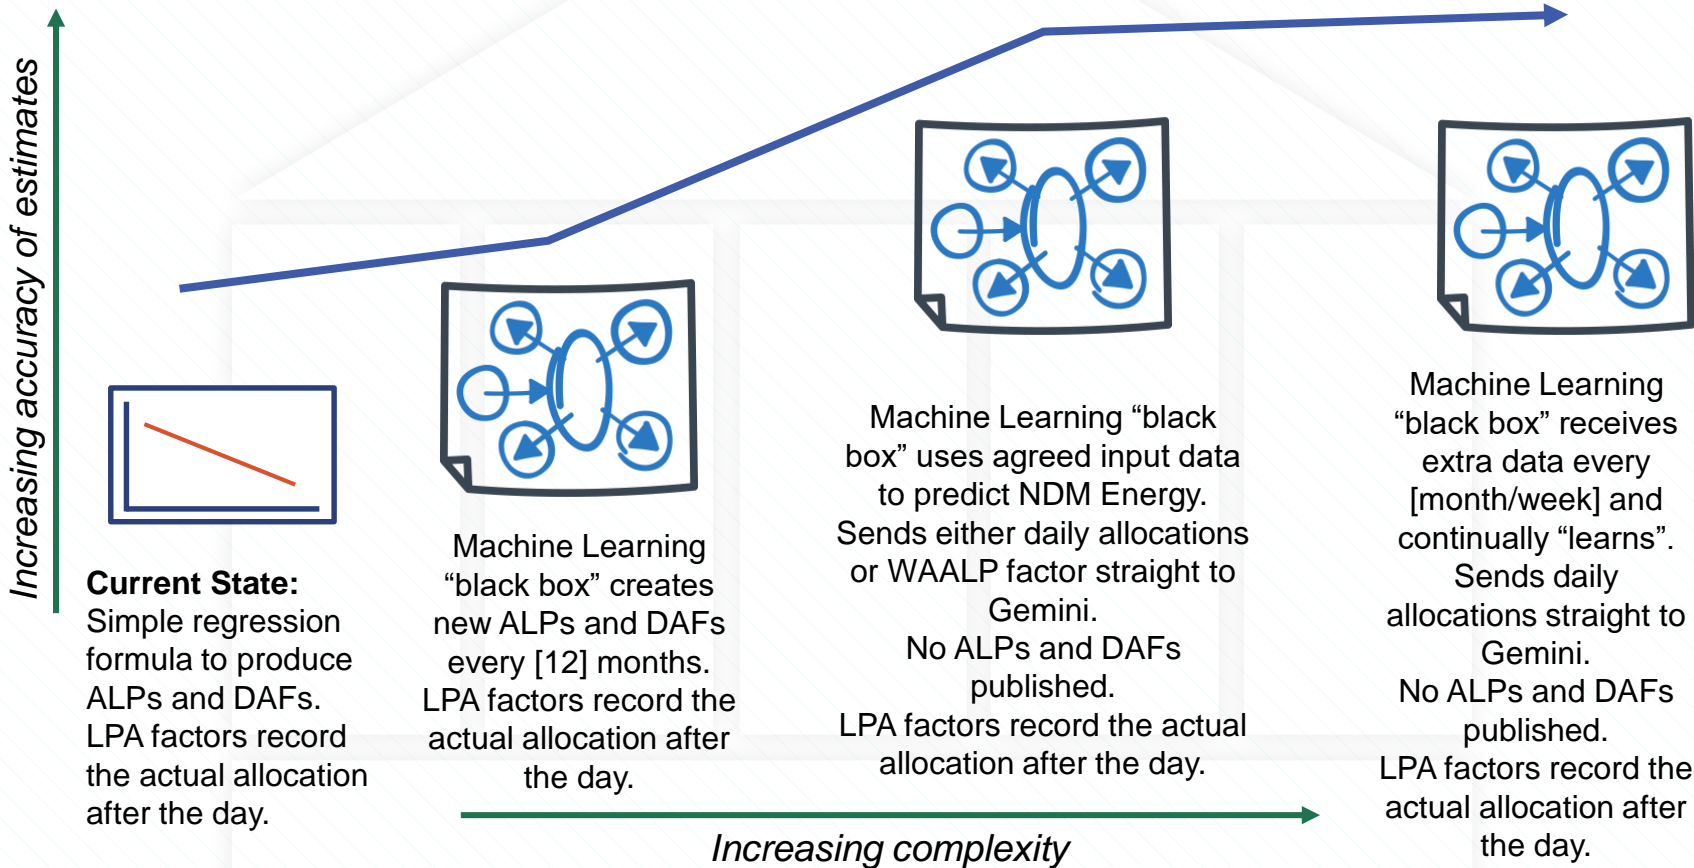 Increasing accuracy of estimates
Current State:
Simple regression
formula to produce
ALPs and DAFs.
LPA factors record
the actual allocation
after the day.
Machine Learning
“black box” creates
new ALPs and DAFs
every [12] months.
LPA factors record the
actual allocation after
the day.
Machine Learning “black
box” uses agreed input data
to predict NDM Energy.
Sends either daily allocations
or WAALP factor straight to
Gemini.
No ALPs and DAFs
published.
LPA factors record the actual
allocation after the day.
Machine Learning
“black box” receives
extra data every
[month/week] and
continually “learns”.
Sends daily
allocations straight to
Gemini.
No ALPs and DAFs
published.
LPA factors record the
actual allocation after
the day.
Increasing complexity